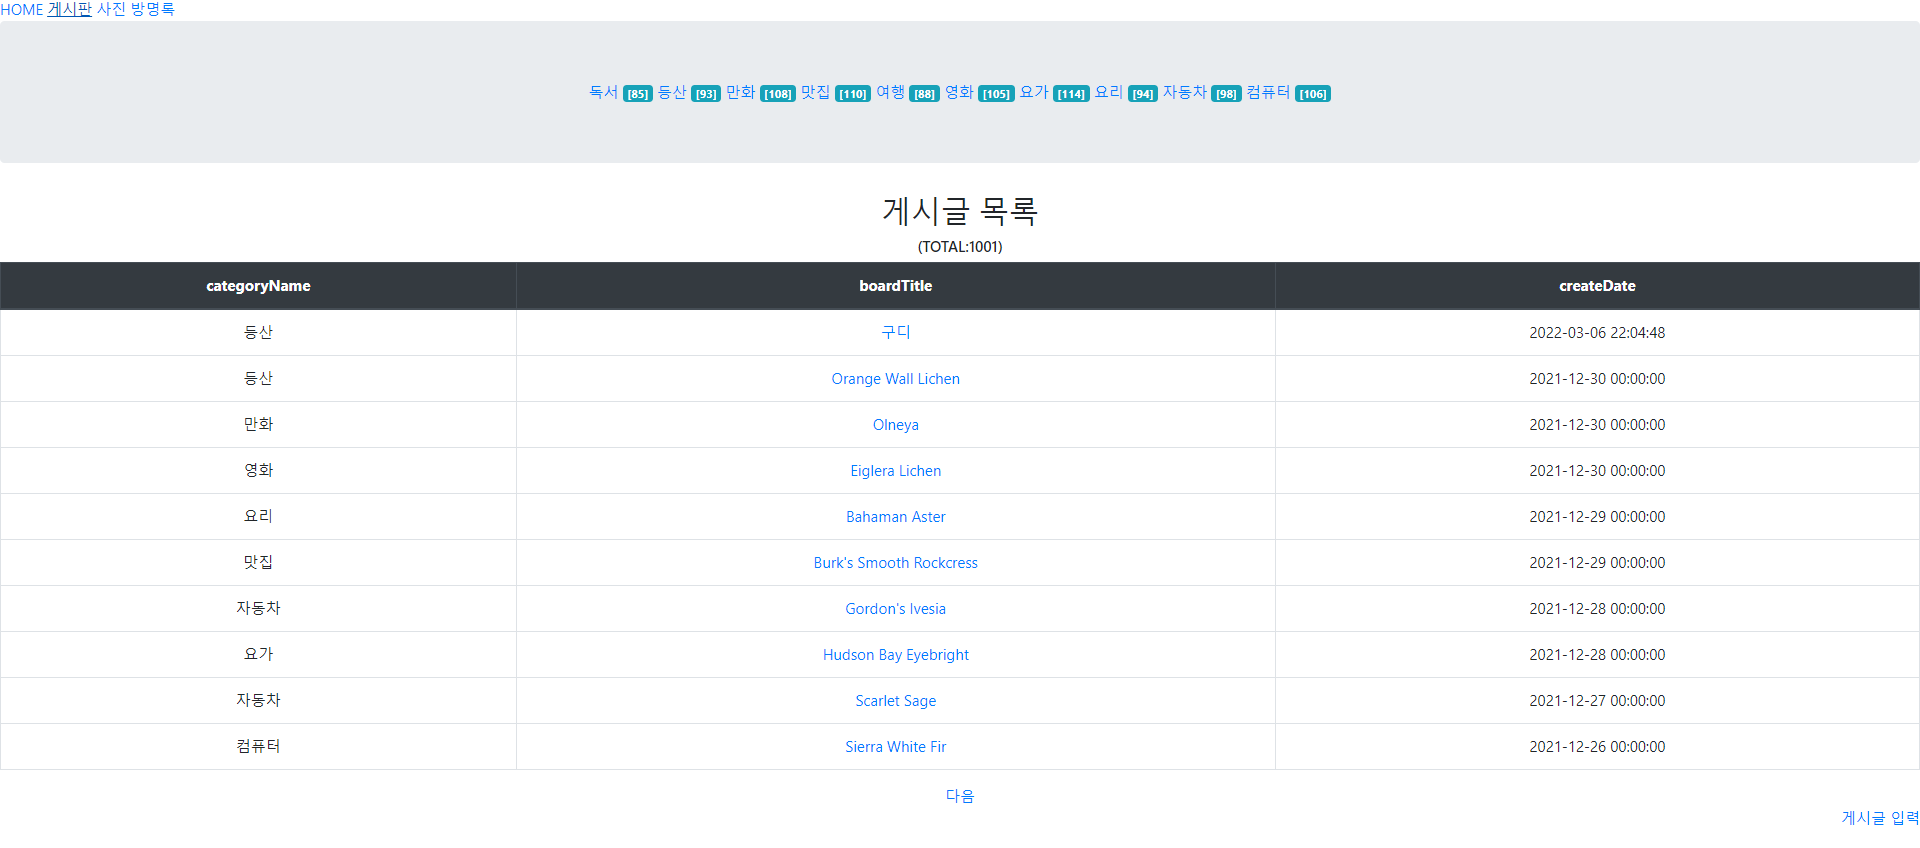 HOME 게시판 사진 방명록
독서 [85] 등산 [93] 만화 [108] 맛집 [110] 여행 [88] 영화 [105] 요가 [114] 요리 [94] 자동차 [98] 컴퓨터 [106]
게시글 목록
(TOTAL:1001)
categoryName boardTitle createDate
등산 구디 2022-03-06 22:04:48
등산 Orange Wall Lichen 2021-12-30 00:00:00
만화 Olneya 2021-12-30 00:00:00
영화 Eiglera Lichen 2021-12-30 00:00:00
요리 Bahaman Aster 2021-12-29 00:00:00
맛집 Burk's Smooth Rockcress 2021-12-29 00:00:00
자동차 Gordon's Ivesia 2021-12-28 00:00:00
요가 Hudson Bay Eyebright 2021-12-28 00:00:00
자동차 Scarlet Sage 2021-12-27 00:00:00
컴퓨터 Sierra White Fir 2021-12-26 00:00:00
다음
게시글 입력